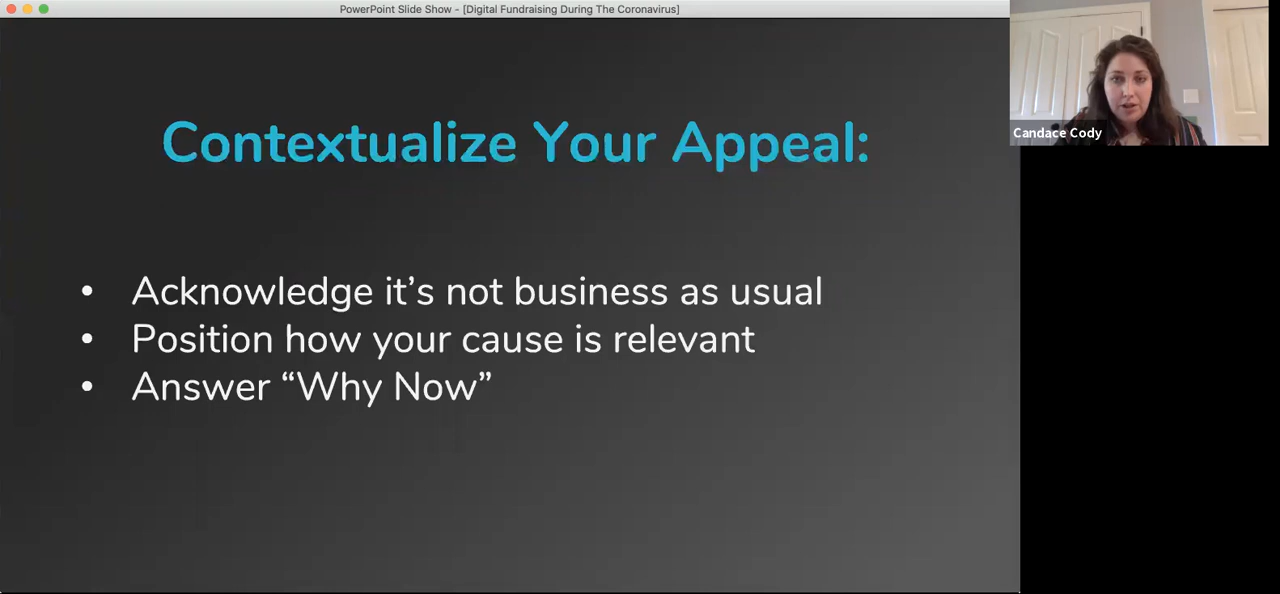 PowerPoint Slide Show - [Digital Fundraising During The Coronavirus]
Candace Cody
Contextualize Your Appeal:
• Acknowledge it’s not business as usual
• Position how your cause is relevant
• Answer “Why Now”